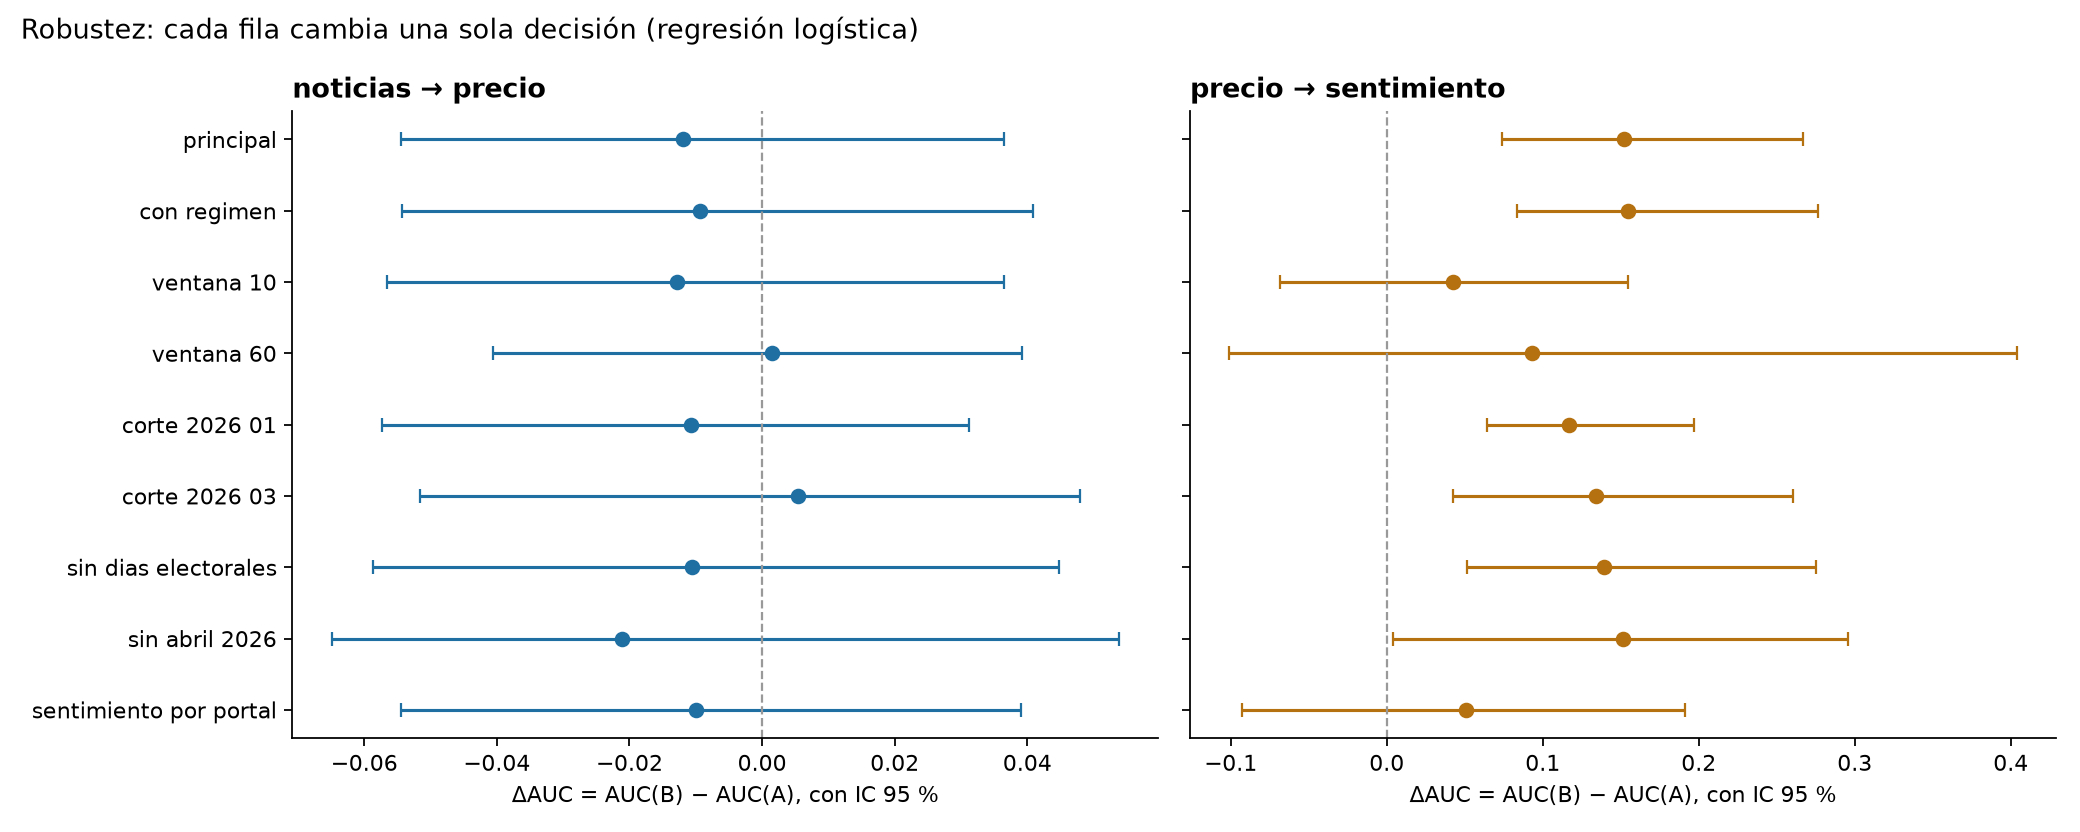 Robustez: cada fila cambia una sola decisión (regresión logística)
noticias → precio
principal
con regimen
ventana 10
ventana 60
corte 2026 01
corte 2026 03
sin dias electorales
sin abril 2026
sentimiento por portal
−0.06 −0.04 −0.02 0.00 0.02 0.04
ΔAUC = AUC(B) − AUC(A), con IC 95 %
precio → sentimiento
−0.1 0.0 0.1 0.2 0.3 0.4
ΔAUC = AUC(B) − AUC(A), con IC 95 %